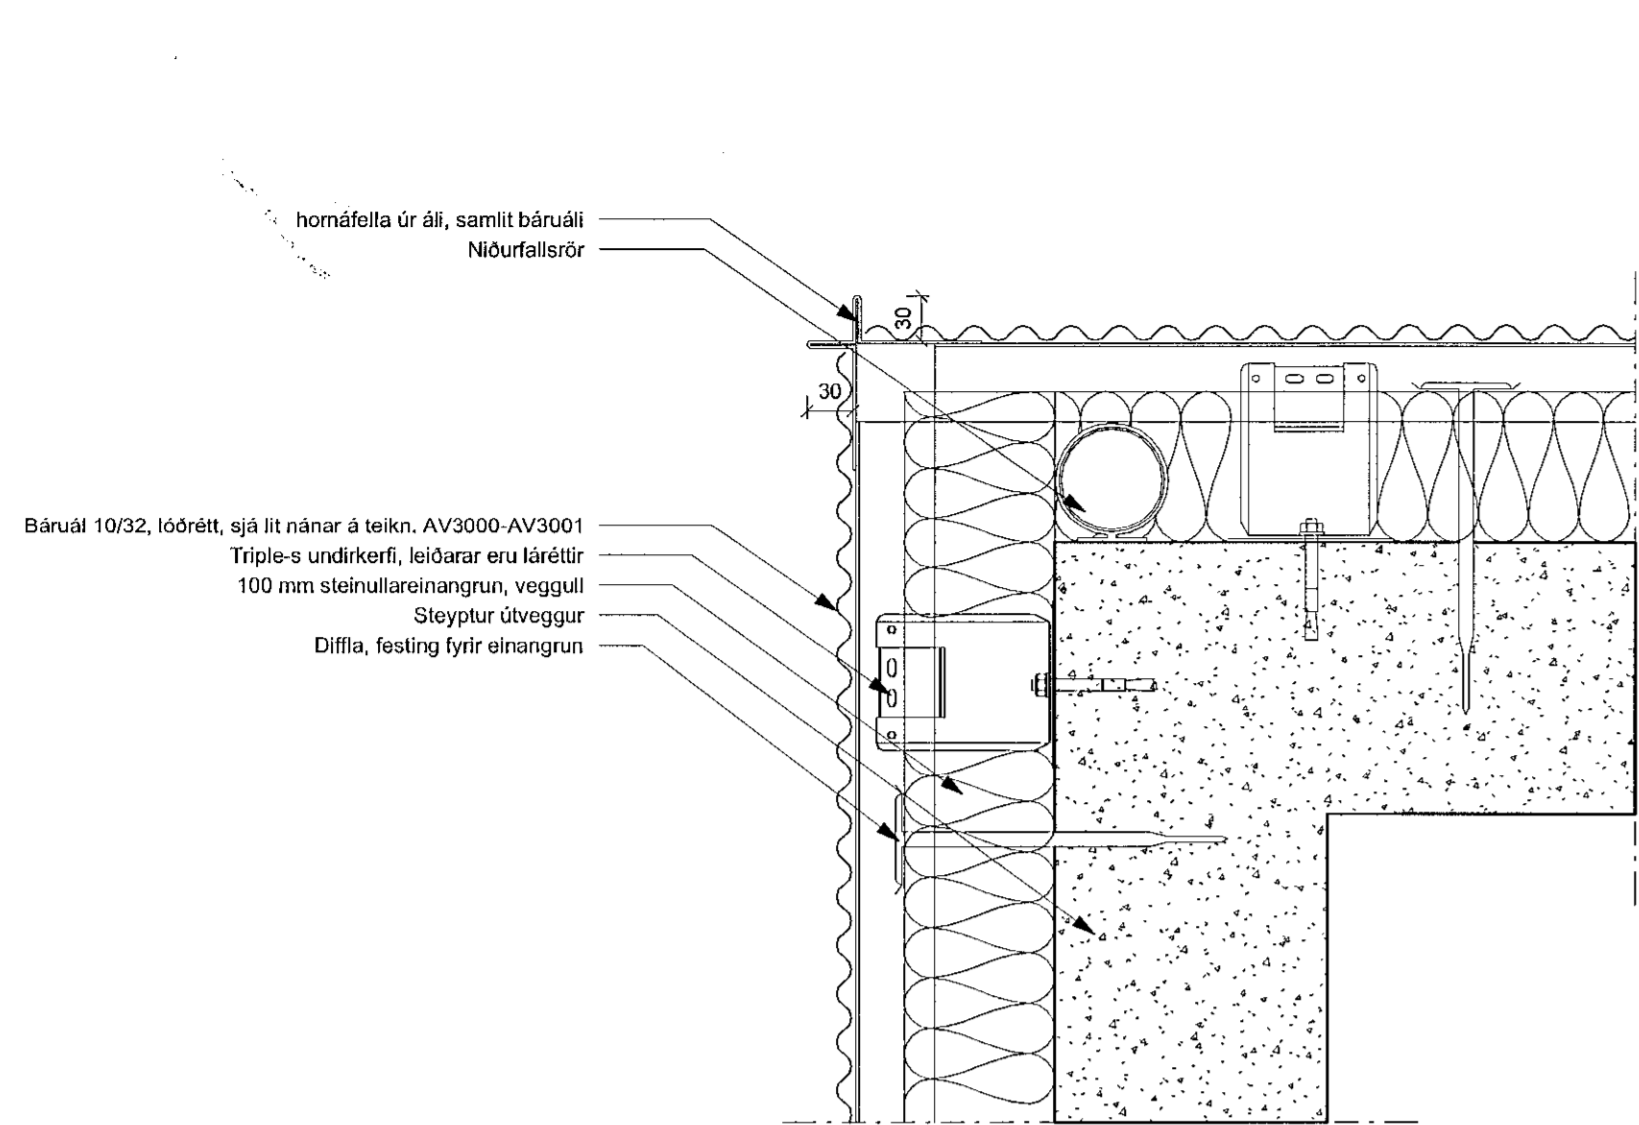 hornáfella úr áli, samlit báruáli
Niðurfallsrör
30
30
Báruál 10/32, lóðrétt, sjá lit nánar á teikn. AV3000-AV3001
Triple-s undirkerfi, leiðarar eru láréttir
100 mm steinullareinangrun, veggull
Steyptur útveggur
Diffla, festing fyrir einangrun